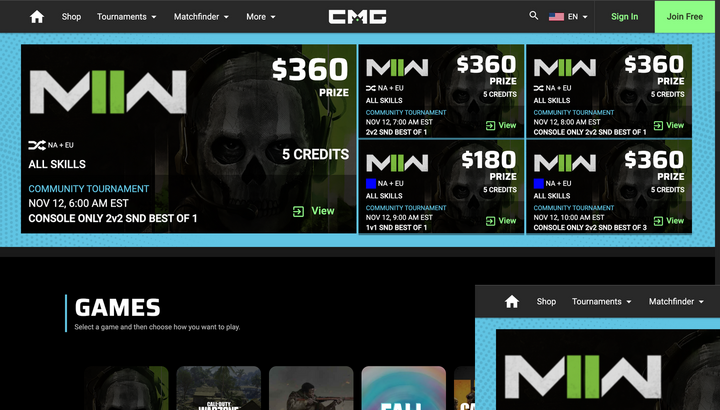 Shop Tournaments Matchfinder More CMG EN Sign In Join Free
MIIW
$360
PRIZE
NA + EU
ALL SKILLS
5 CREDITS
COMMUNITY TOURNAMENT
NOV 12, 6:00 AM EST
CONSOLE ONLY 2v2 SND BEST OF 1
View
MIIW
$360
PRIZE
NA + EU
5 CREDITS
ALL SKILLS
COMMUNITY TOURNAMENT
NOV 12, 7:00 AM EST
2v2 SND BEST OF 1
View
MIIW
$360
PRIZE
NA + EU
5 CREDITS
ALL SKILLS
COMMUNITY TOURNAMENT
NOV 12, 8:00 AM EST
CONSOLE ONLY 2v2 SND BEST OF 1
View
MIIW
$180
PRIZE
NA + EU
5 CREDITS
ALL SKILLS
COMMUNITY TOURNAMENT
NOV 12, 9:00 AM EST
1v1 SND BEST OF 1
View
MIIW
$360
PRIZE
NA + EU
5 CREDITS
ALL SKILLS
COMMUNITY TOURNAMENT
NOV 12, 10:00 AM EST
CONSOLE ONLY 2v2 SND BEST OF 3
View
GAMES
Select a game and then choose how you want to play.
CALL OF DUTY
WARZONE
FALL
Shop Tournaments Matchfinder
MIIW